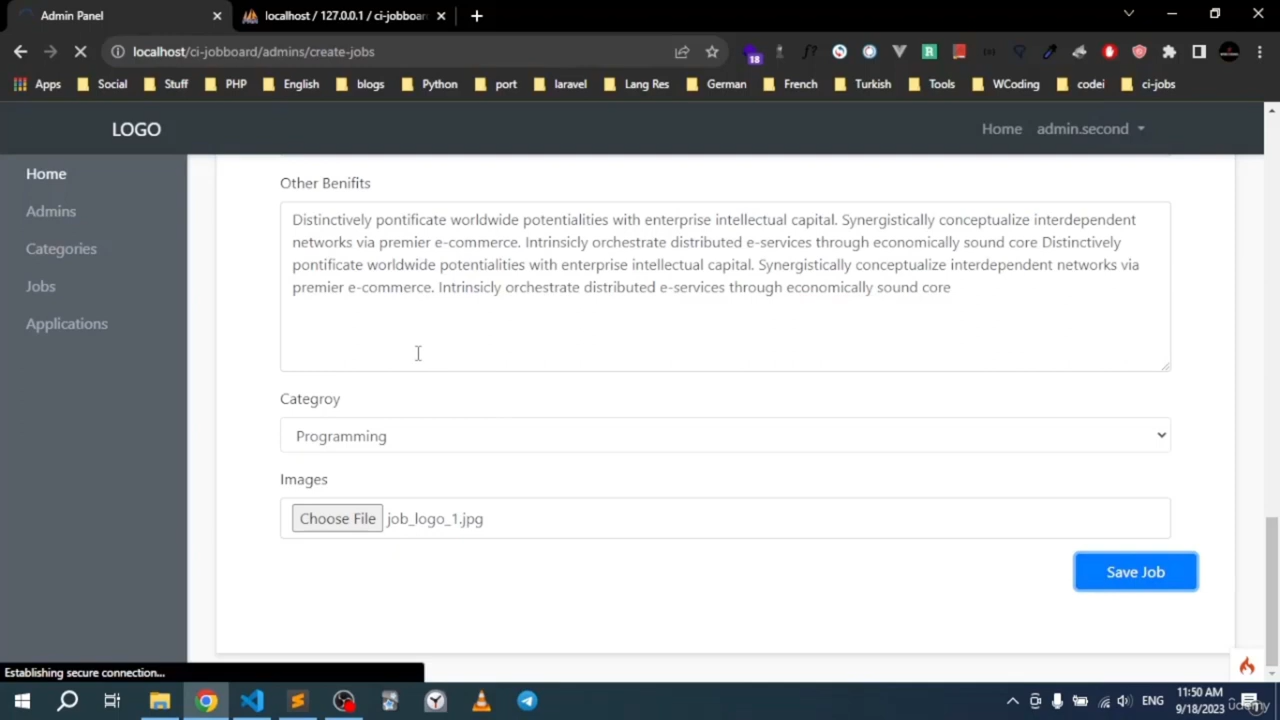 Admin Panel
localhost / 127.0.0.1 / ci-jobboar
localhost/ci-jobboard/admins/create-jobs
18
Apps Social Stuff PHP English blogs Python port laravel Lang Res German French Turkish Tools WCoding codei ci-jobs
LOGO
Home admin.second
Home
Admins
Categories
Jobs
Applications
Other Benifits
Distinctively pontificate worldwide potentialities with enterprise intellectual capital. Synergistically conceptualize interdependent
networks via premier e-commerce. Intrinsicly orchestrate distributed e-services through economically sound core Distinctively
pontificate worldwide potentialities with enterprise intellectual capital. Synergistically conceptualize interdependent networks via
premier e-commerce. Intrinsicly orchestrate distributed e-services through economically sound core
Categroy
Programming
Images
Choose File job_logo_1.jpg
Save Job
Establishing secure connection...
ENG
11:50 AM
9/18/2023
udemy